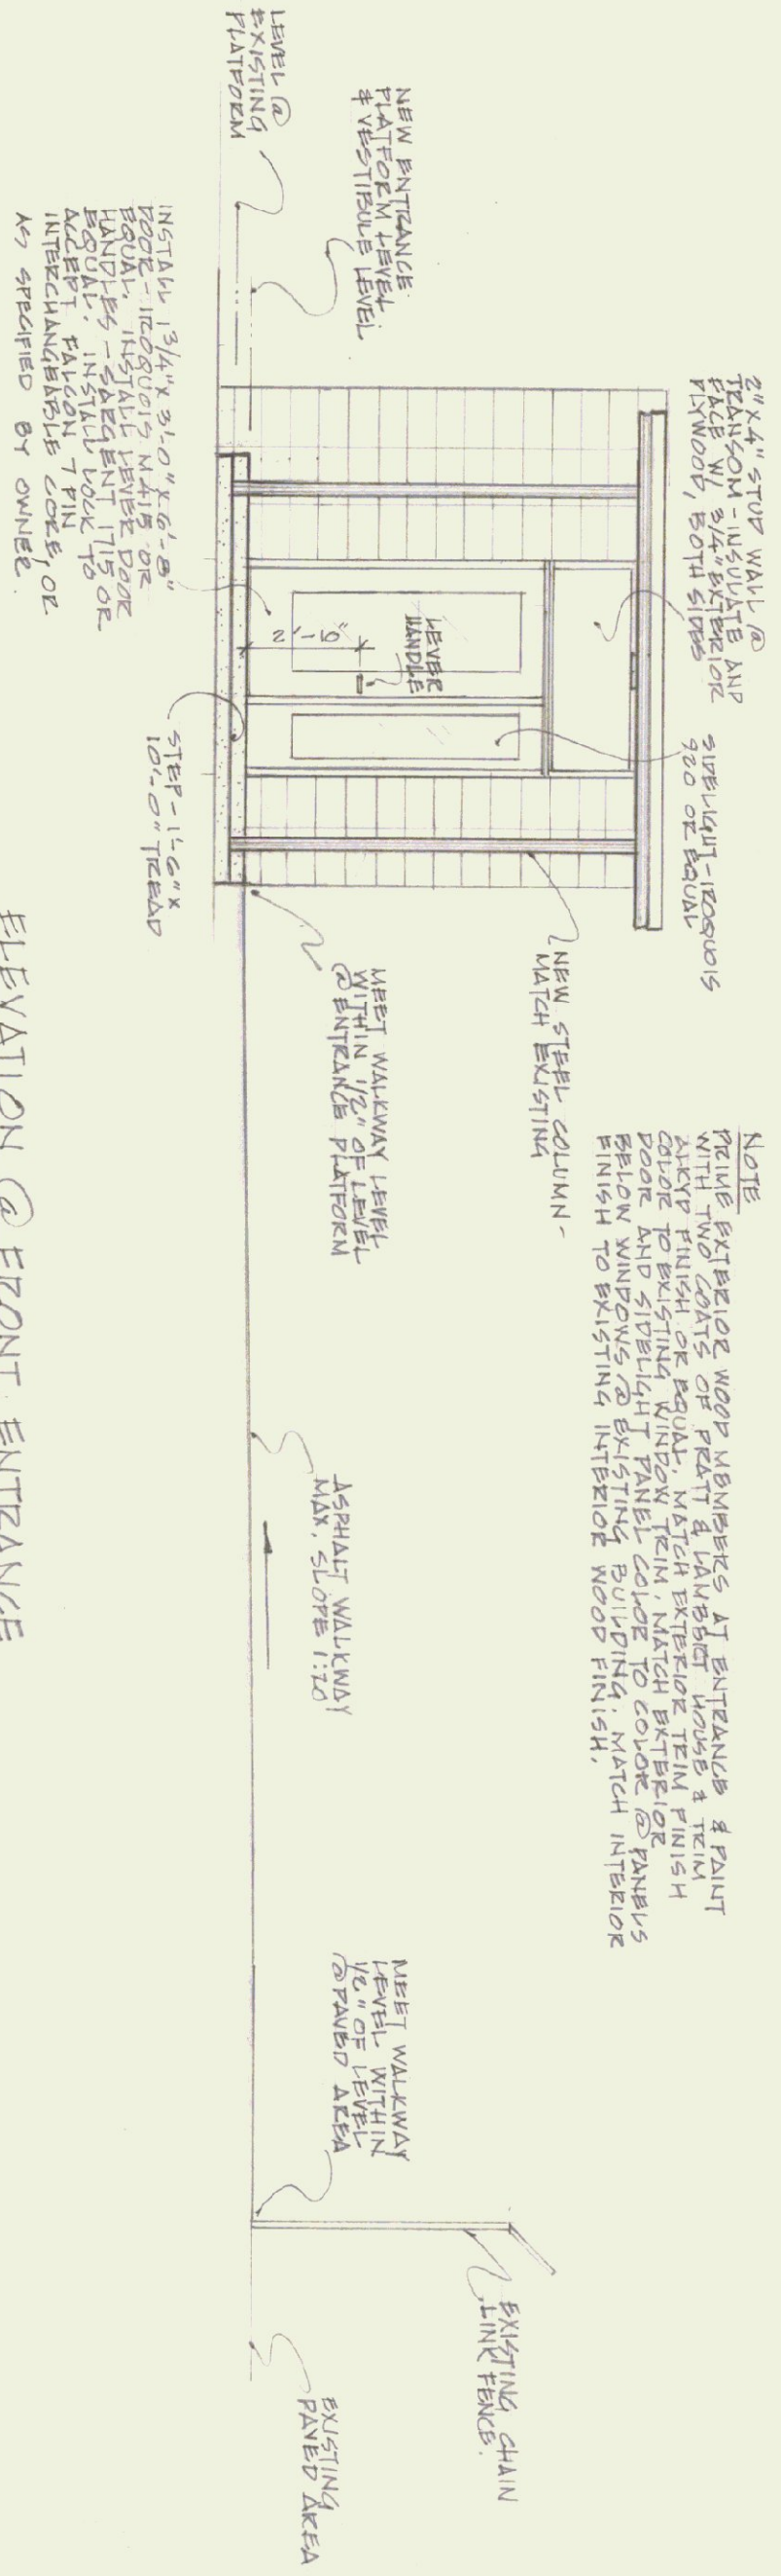 2"X4" STUD WALL @
TRANSOM - INSULATE AND
FACE W/ 3/4" EXTERIOR
PLYWOOD, BOTH SIDES
SIDELIGHT - IROQUOIS
920 OR EQUAL
NOTE
PRIME EXTERIOR WOOD MEMBERS AT ENTRANCE & PAINT
WITH TWO COATS OF PRATT & LAMBERT HOUSE & TRIM
ALKYD FINISH OR EQUAL. MATCH EXTERIOR TRIM FINISH
COLOR TO EXISTING WINDOW TRIM, MATCH EXTERIOR
DOOR AND SIDELIGHT PANEL COLOR TO COLOR @ PANELS
BELOW WINDOWS @ EXISTING BUILDING. MATCH INTERIOR
FINISH TO EXISTING INTERIOR WOOD FINISH.
NEW ENTRANCE
PLATFORM LEVEL
& VESTIBULE LEVEL
LEVEL @
EXISTING
PLATFORM
LEVER
HANDLE
2'-10"
NEW STEEL COLUMN -
MATCH EXISTING
MEET WALKWAY LEVEL
WITHIN 1/2" OF LEVEL
@ ENTRANCE PLATFORM
ASPHALT WALKWAY
MAX. SLOPE 1:20
MEET WALKWAY
LEVEL WITHIN
1/2" OF LEVEL
@ PAVED AREA
EXISTING CHAIN
LINK FENCE.
EXISTING
PAVED AREA
INSTALL 1 3/4" X 3'-0" X 6'-8"
DOOR - IROQUOIS M415 OR
EQUAL. INSTALL LEVER DOOR
HANDLES - SARGENT 1715 OR
EQUAL. INSTALL LOCK TO
ACCEPT FALCON 7 PIN
INTERCHANGEABLE CORE, OR
AS SPECIFIED BY OWNER.
STEP - 1'-6" X
10'-0" TREAD
ELEVATION @ FRONT ENTRANCE